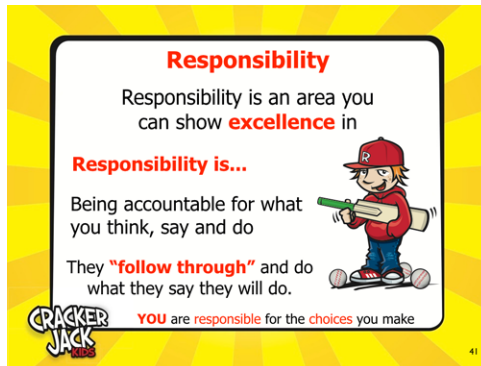 Responsibility
Responsibility is an area you
can show excellence in
Responsibility is...
R
Being accountable for what
you think, say and do
They “follow through” and do
what they say they will do.
CRACKER
JACK
KIDS
YOU are responsible for the choices you make
41